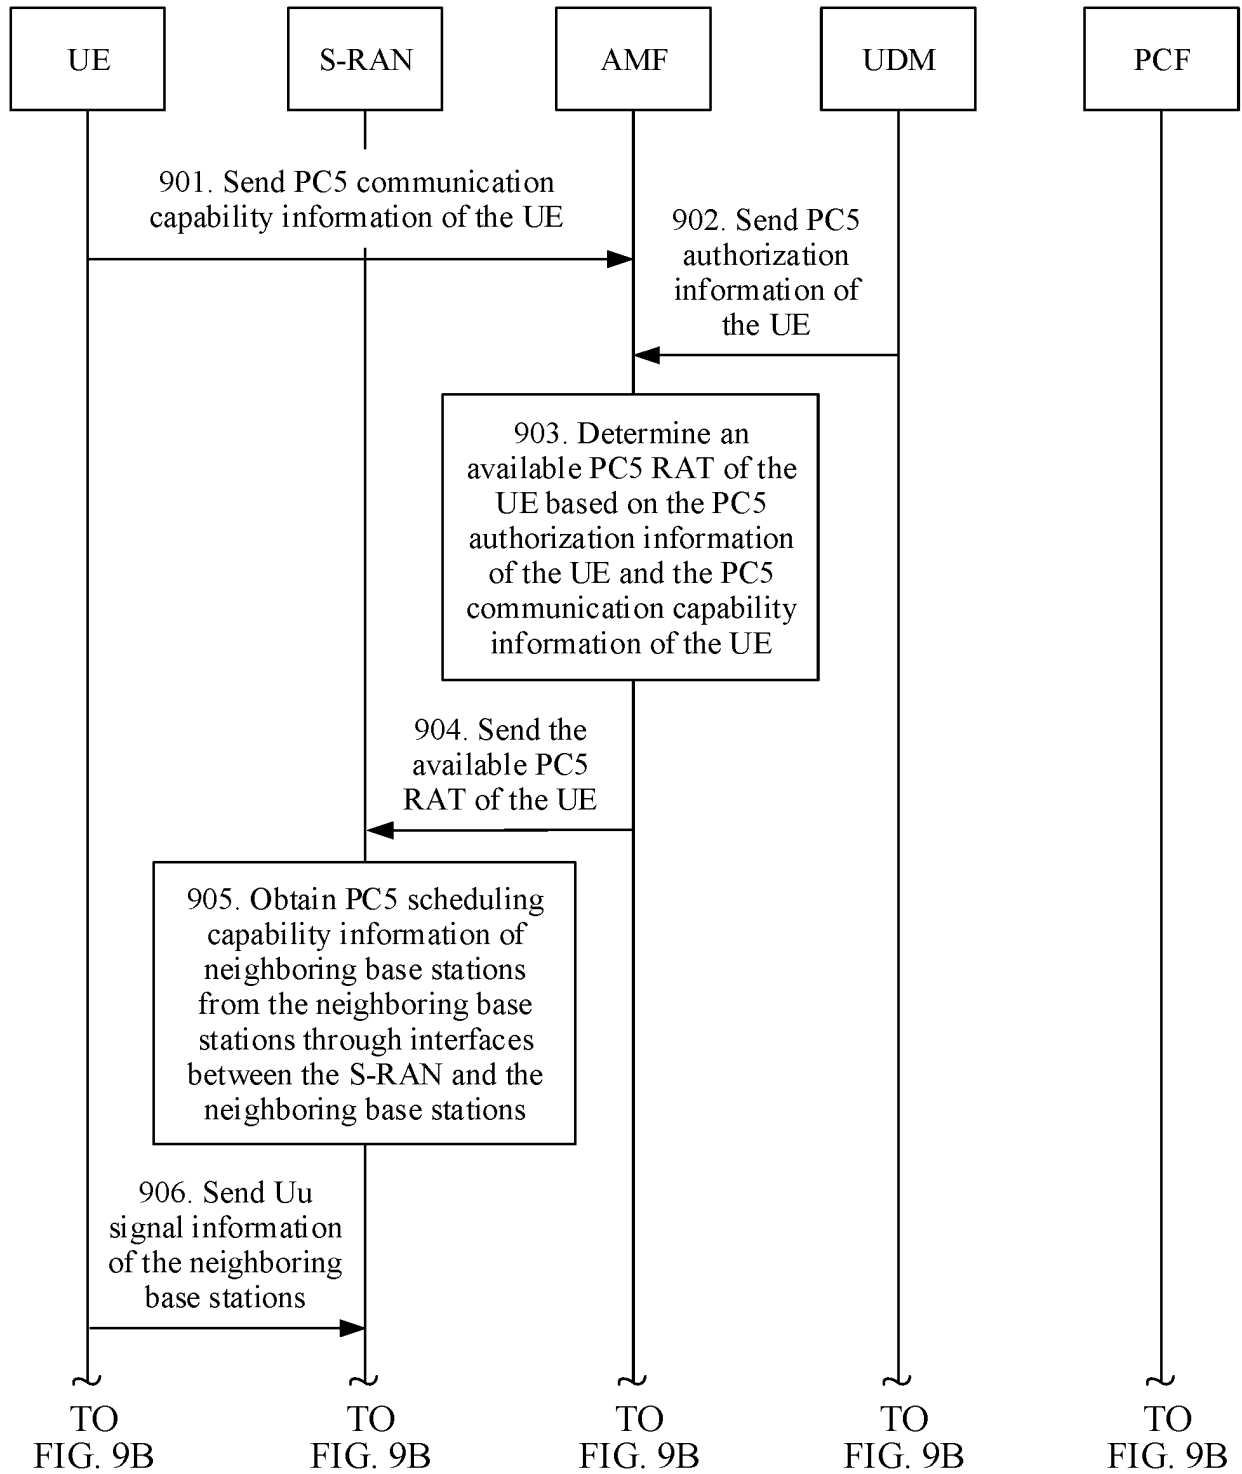 UE
S-RAN
AMF
UDM
PCF
901. Send PC5 communication
capability information of the UE
902. Send PC5
authorization
information of
the UE
903. Determine an
available PC5 RAT of the
UE based on the PC5
authorization information
of the UE and the PC5
communication capability
information of the UE
904. Send the
available PC5
RAT of the UE
905. Obtain PC5 scheduling
capability information of
neighboring base stations
from the neighboring base
stations through interfaces
between the S-RAN and the
neighboring base stations
906. Send Uu
signal information
of the neighboring
base stations
TO
FIG. 9B
TO
FIG. 9B
TO
FIG. 9B
TO
FIG. 9B
TO
FIG. 9B